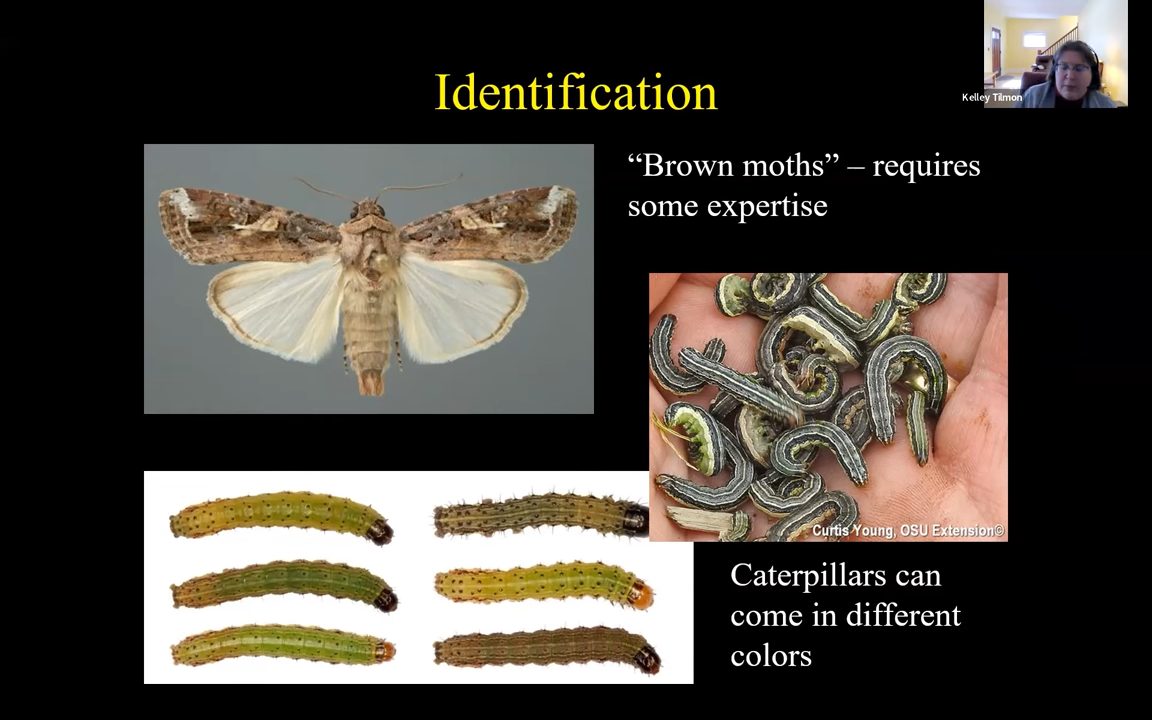 Kelley Tilmon
Identification
“Brown moths” – requires
some expertise
Curtis Young, OSU Extension©
Caterpillars can
come in different
colors